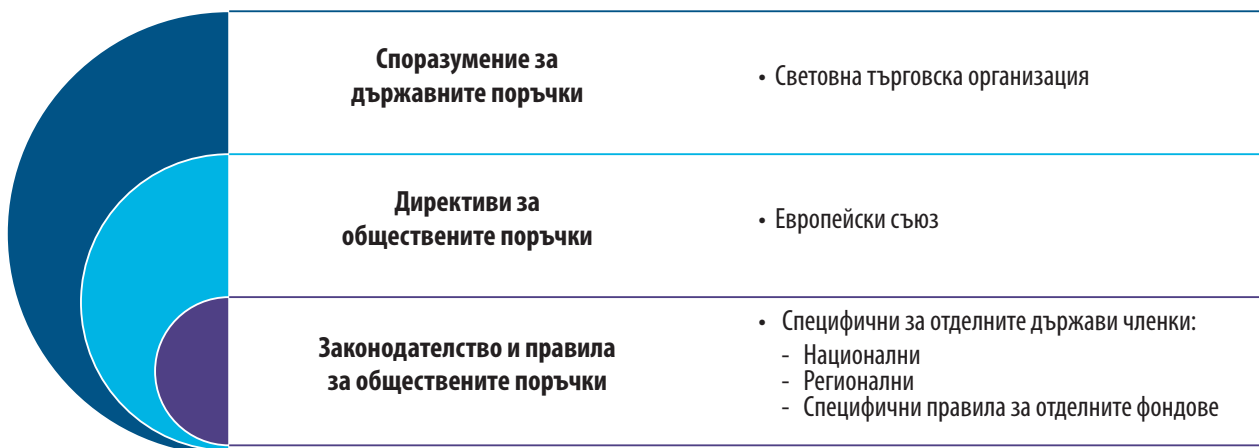 Споразумение за
държавните поръчки
• Световна търговска организация
Директиви за
обществените поръчки
• Европейски съюз
Законодателство и правила
за обществените поръчки
• Специфични за отделните държави членки:
- Национални
- Регионални
- Специфични правила за отделните фондове